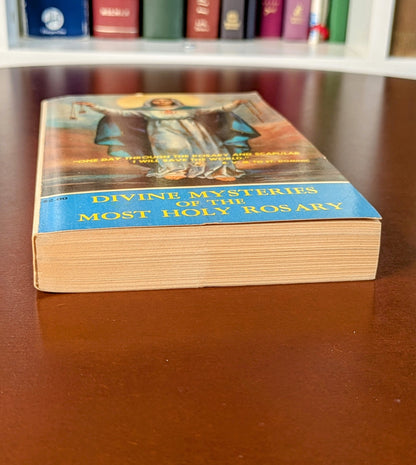 "ONE DAY, THROUGH THE ROSARY AND SCAPULAR
I WILL SAVE THE WORLD."
DIVINE MYSTERIES
OF THE
MOST HOLY ROSARY